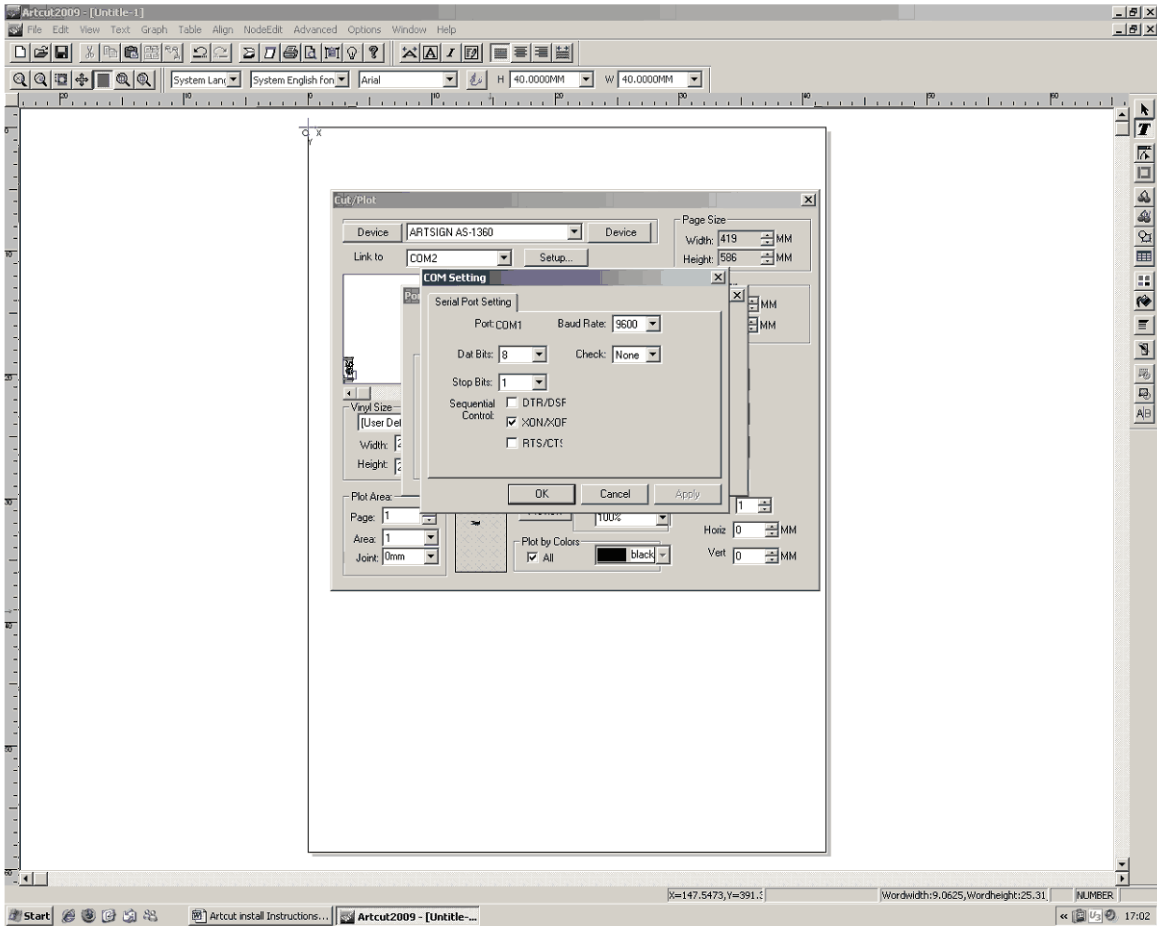 Artcut2009 - [Untitle-1]
File Edit View Text Graph Table Align NodeEdit Advanced Options Window Help
System Lang System English fon Arial H 40.0000MM W 40.0000MM
X
Y
Cut/Plot
Device ARTSIGN AS-1360 Device
Link to COM2 Setup...
Page Size
Width: 419 MM
Height: 586 MM
MM
MM
COM Setting
Serial Port Setting
Port: COM1 Baud Rate: 9600
Dat Bits: 8 Check: None
Stop Bits: 1
Sequential Control:
DTR/DSF
XON/XOF
RTS/CTS
OK Cancel Apply
Vinyl Size
[User Def
Width: 2
Height: 2
Plot Area:
Page: 1
Area: 1
Joint: 0mm
100%
Plot by Colors
All black
1
Horiz 0 MM
Vert 0 MM
X=147.5473,Y=391.3 Wordwidth:9.0625,Wordheight:25.31 NUMBER
Start Artcut install Instructions... Artcut2009 - [Untitle-... 17:02